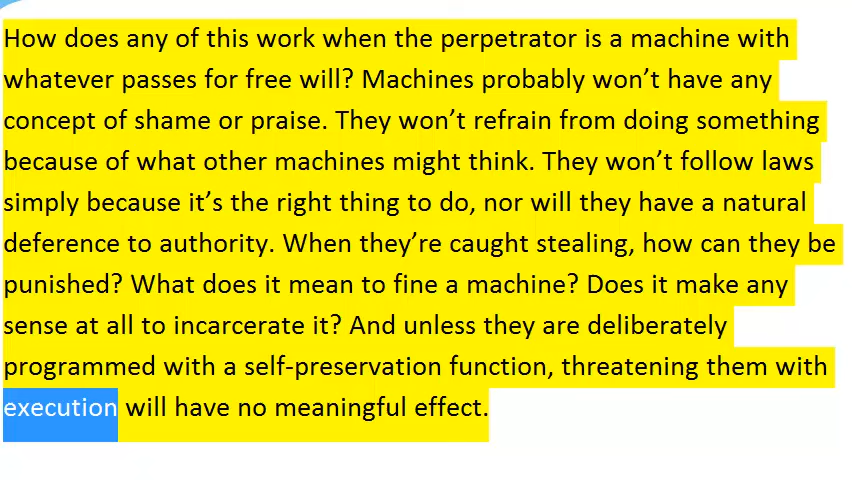 How does any of this work when the perpetrator is a machine with
whatever passes for free will? Machines probably won’t have any
concept of shame or praise. They won’t refrain from doing something
because of what other machines might think. They won’t follow laws
simply because it’s the right thing to do, nor will they have a natural
deference to authority. When they’re caught stealing, how can they be
punished? What does it mean to fine a machine? Does it make any
sense at all to incarcerate it? And unless they are deliberately
programmed with a self-preservation function, threatening them with
execution will have no meaningful effect.